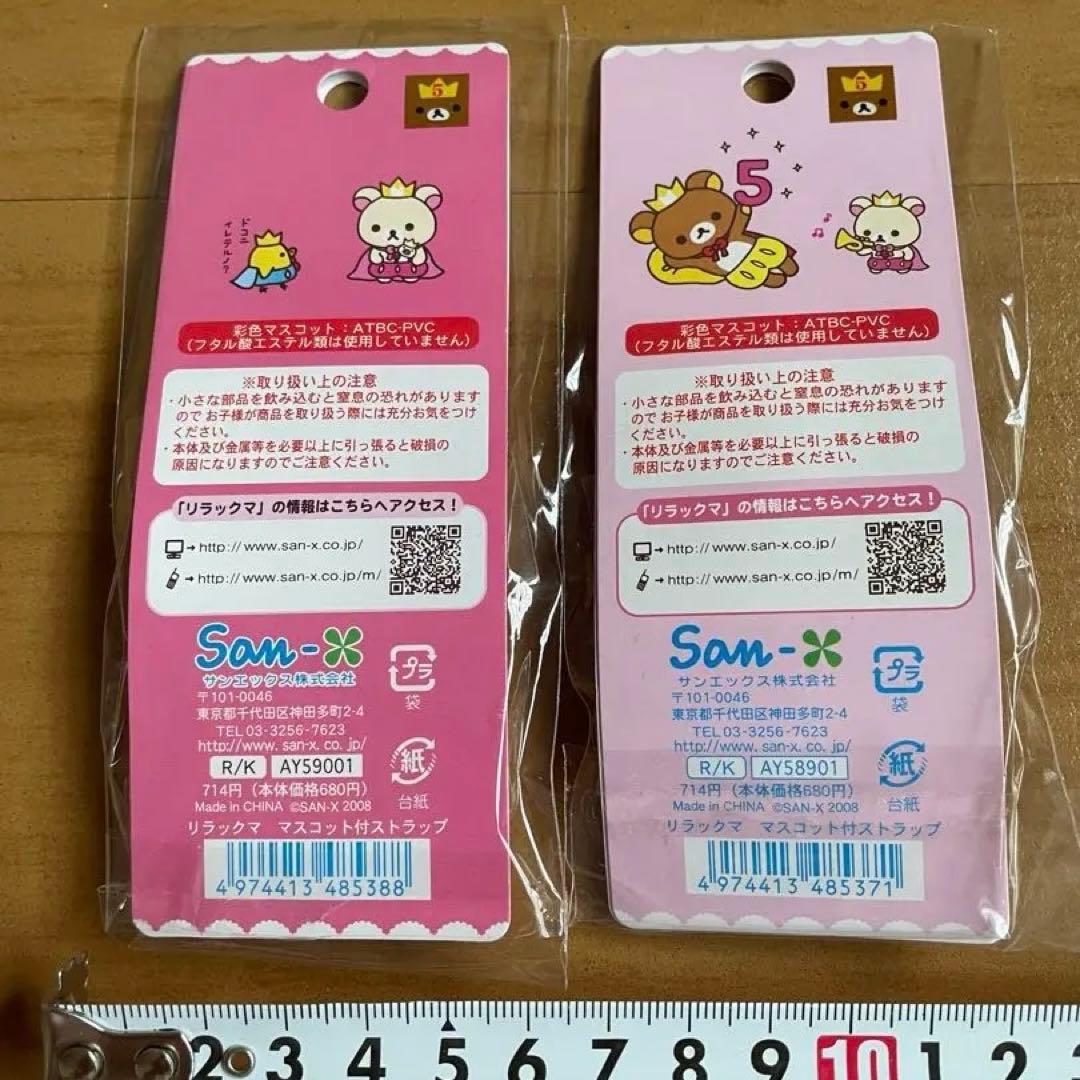 5
ドコニ
イレテルノ?
彩色マスコット：ATBC-PVC
(フタル酸エステル類は使用していません)
※取り扱い上の注意
・小さな部品を飲み込むと窒息の恐れがあります
ので お子様が商品を取り扱う際には充分お気をつけ
ください。
・本体及び金属等を必要以上に引っ張ると破損の
原因になりますのでご注意ください。
「リラックマ」の情報はこちらへアクセス！
→http://www.san-x.co.jp/
→http://www.san-x.co.jp/m/
San-X
サンエックス株式会社
〒101-0046
東京都千代田区神田多町2-4
TEL 03-3256-7623
http://www.san-x.co.jp/
R/K AY59001
714円（本体価格680円）
Made in CHINA ©SAN-X 2008
プラ
袋
紙
台紙
リラックマ マスコット付ストラップ
4 974413 485388
5
5
彩色マスコット：ATBC-PVC
(フタル酸エステル類は使用していません)
※取り扱い上の注意
・小さな部品を飲み込むと窒息の恐れがあります
ので お子様が商品を取り扱う際には充分お気をつけ
ください。
・本体及び金属等を必要以上に引っ張ると破損の
原因になりますのでご注意ください。
「リラックマ」の情報はこちらへアクセス！
→http://www.san-x.co.jp/
→http://www.san-x.co.jp/m/
San-X
サンエックス株式会社
〒101-0046
東京都千代田区神田多町2-4
TEL 03-3256-7623
http://www.san-x.co.jp/
R/K AY58901
714円（本体価格680円）
Made in CHINA ©SAN-X 2008
プラ
袋
紙
台紙
リラックマ マスコット付ストラップ
4 974413 485371
2 3 4 5 6 7 8 9 10 1 2 3